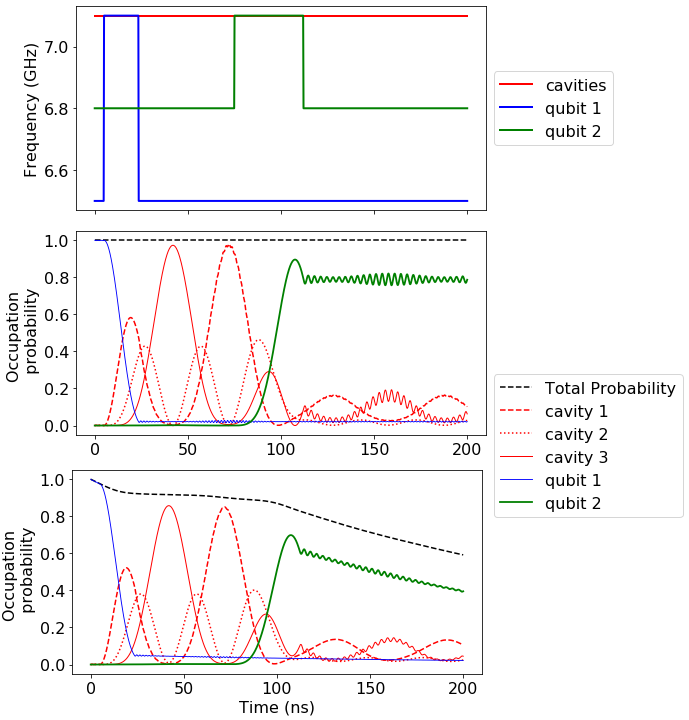 Frequency (GHz)
7.0
6.8
6.6
cavities
qubit 1
qubit 2
Occupation
probability
1.0
0.8
0.6
0.4
0.2
0.0
0
50
100
150
200
Total Probability
cavity 1
cavity 2
cavity 3
qubit 1
qubit 2
Occupation
probability
1.0
0.8
0.6
0.4
0.2
0.0
0
50
100
150
200
Time (ns)